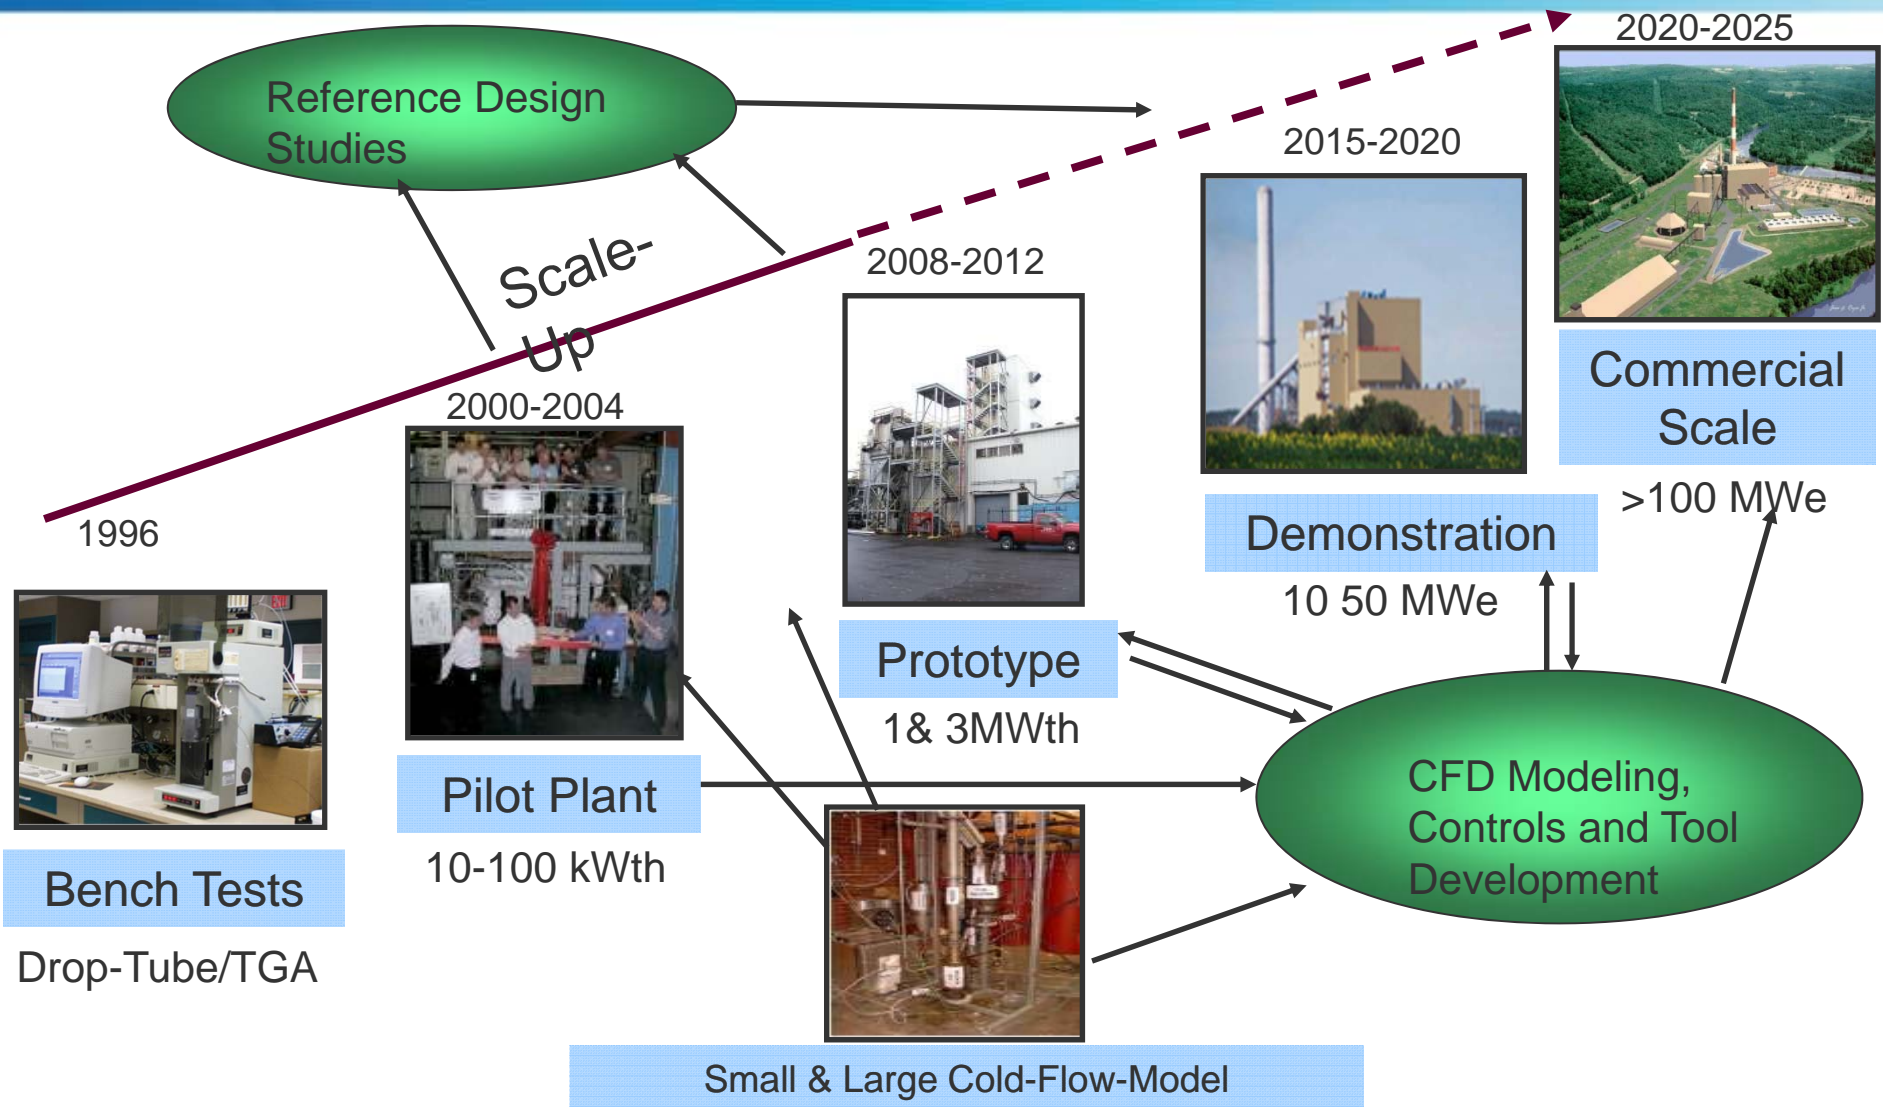 2020-2025
Reference Design
Studies
2015-2020
Scale-
Up
2008-2012
2000-2004
1996
Commercial
Scale
>100 MWe
Demonstration
10 50 MWe
Prototype
1& 3MWth
Pilot Plant
10-100 kWth
CFD Modeling,
Controls and Tool
Development
Bench Tests
Drop-Tube/TGA
Small & Large Cold-Flow-Model